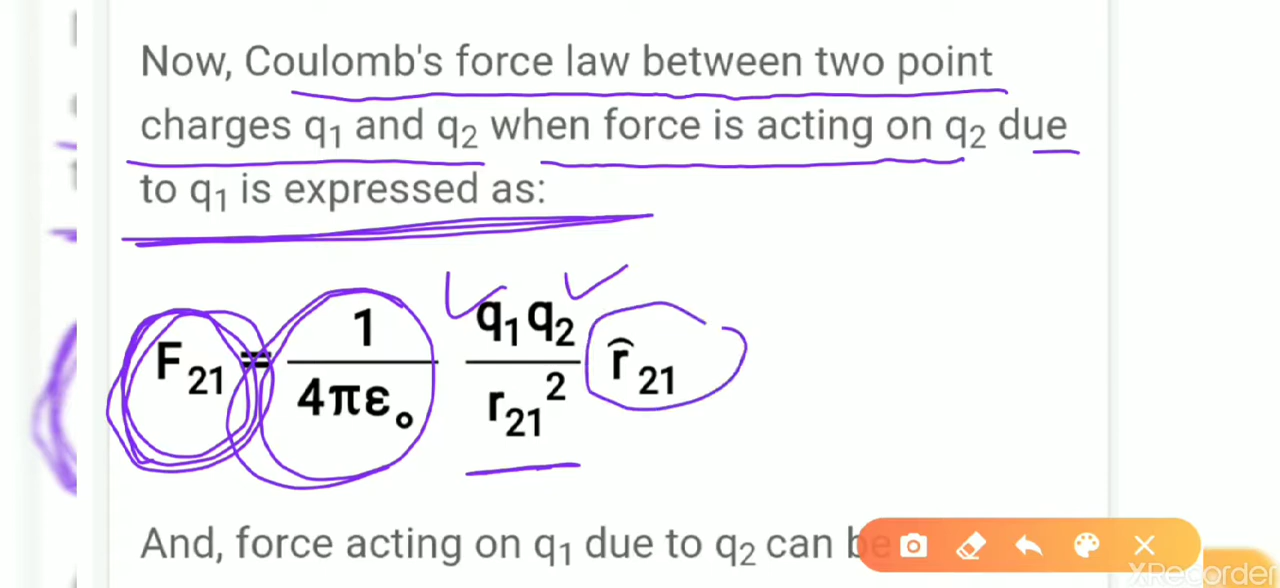 Now, Coulomb's force law between two point
charges q₁ and q₂ when force is acting on q₂ due
to q₁ is expressed as:
F₂₁ = 1/4πε₀ q₁q₂/r₂₁² r̂₂₁
And, force acting on q₁ due to q₂ can be
XRecorder